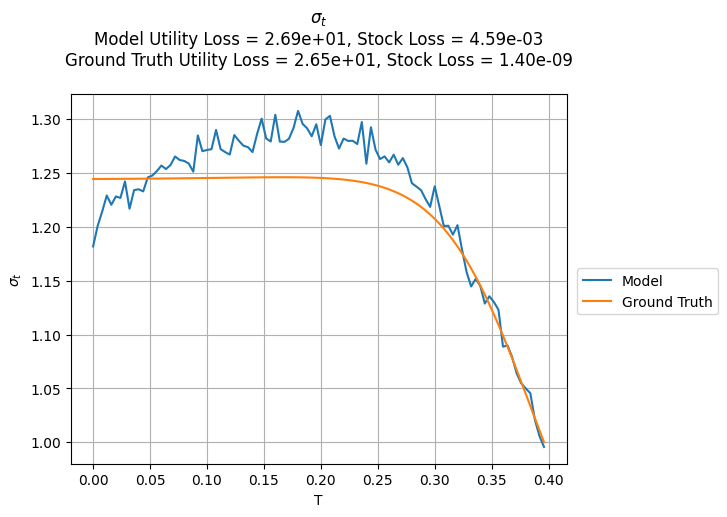 σₜ
Model Utility Loss = 2.69e+01, Stock Loss = 4.59e-03
Ground Truth Utility Loss = 2.65e+01, Stock Loss = 1.40e-09
1.30
1.25
1.20
1.15
1.10
1.05
1.00
σₜ
0.00 0.05 0.10 0.15 0.20 0.25 0.30 0.35 0.40
T
Model
Ground Truth